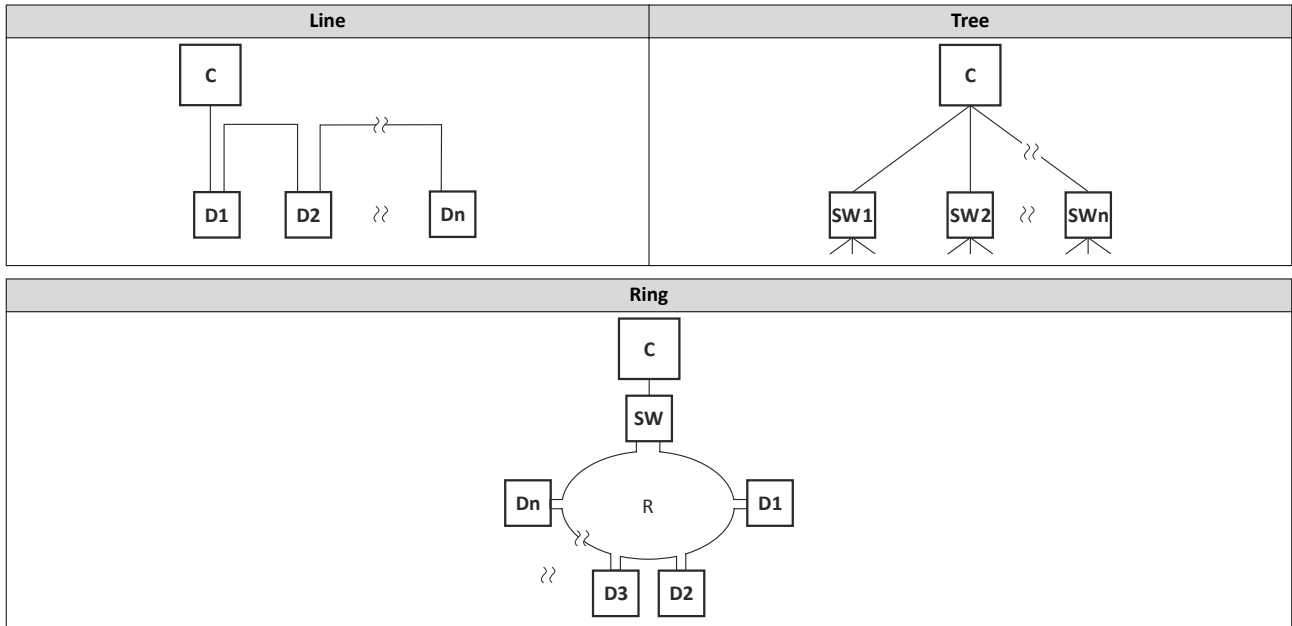 Line
Tree
C
C
D1 D2 Dn
SW1 SW2 SWn
Ring
C
SW
Dn R D1
D3 D2